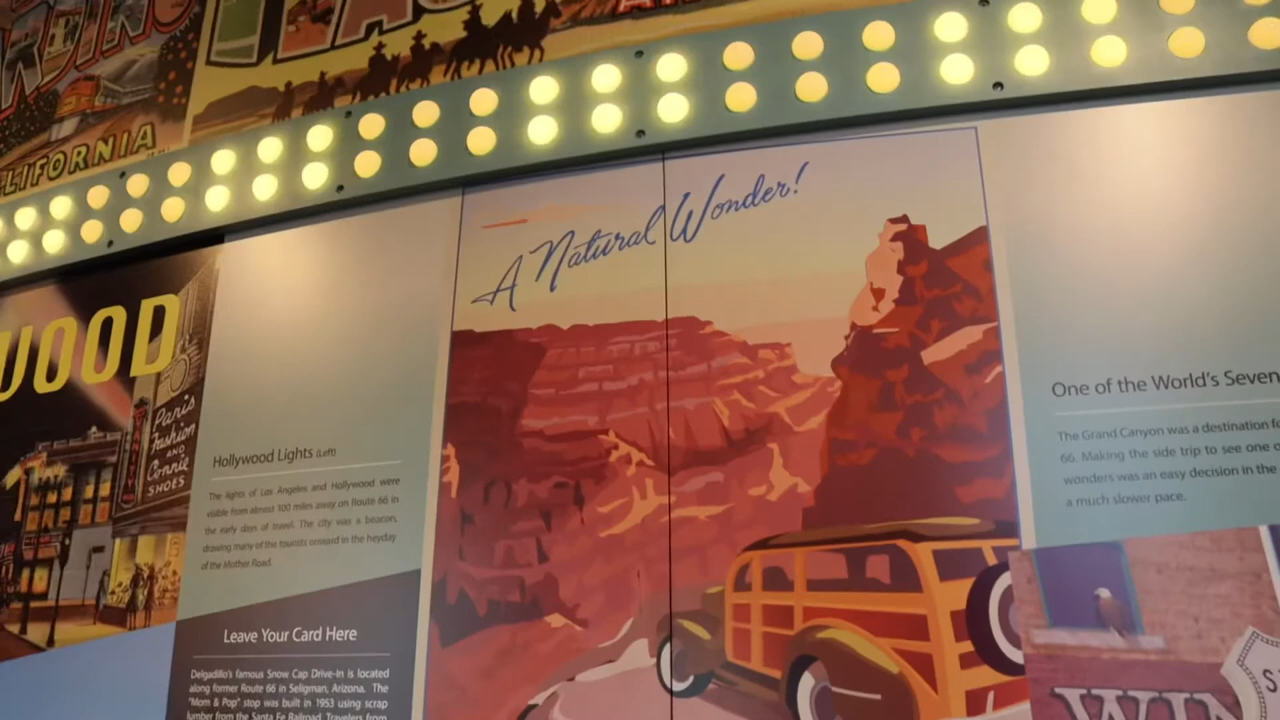 LIFORNIA
A Natural Wonder!
WOOD
Paris
Fashion
AND
Connie
SHOES
Hollywood Lights (Left)
The lights of Los Angeles and Hollywood were
visible from almost 100 miles away on Route 66 in
the early days of travel. The city was a beacon,
drawing many of the tourists onward in the heyday
of the Mother Road.
Leave Your Card Here
Delgadillo's famous Snow Cap Drive-In is located
along former Route 66 in Seligman, Arizona. The
"Mom & Pop" stop was built in 1953 using scrap
lumber from the Santa Fe Railroad. Travelers from
One of the World's Seven
The Grand Canyon was a destination
66. Making the side trip to see one
wonders was an easy decision in the
a much slower pace.
WIN